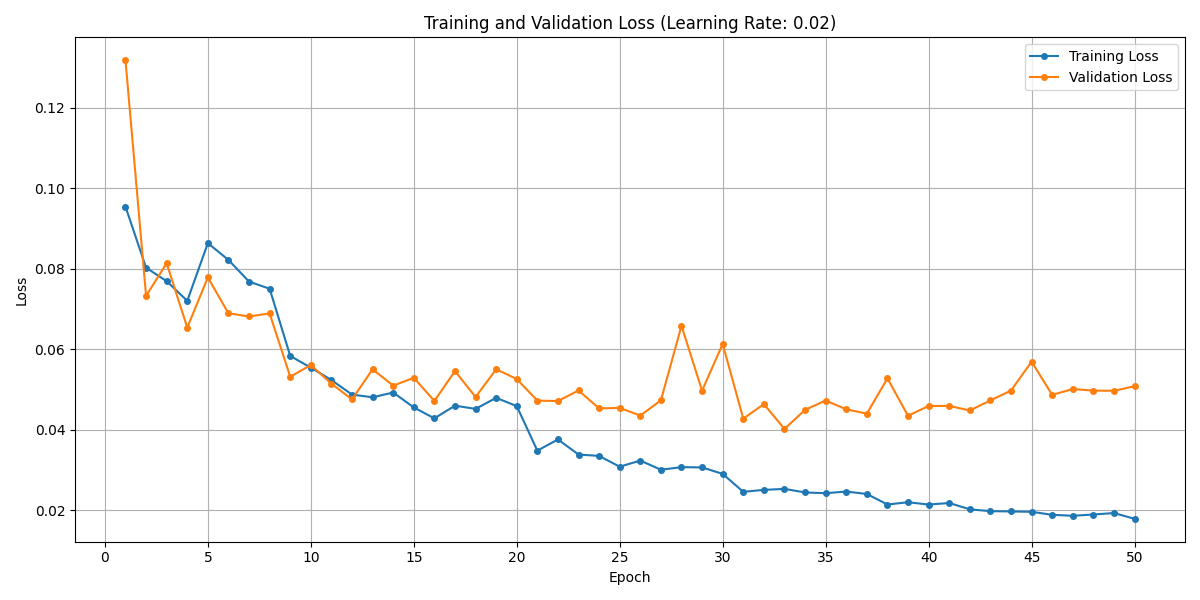 Training and Validation Loss (Learning Rate: 0.02)
Training Loss
Validation Loss
0.12
0.10
0.08
0.06
0.04
0.02
Loss
0 5 10 15 20 25 30 35 40 45 50
Epoch